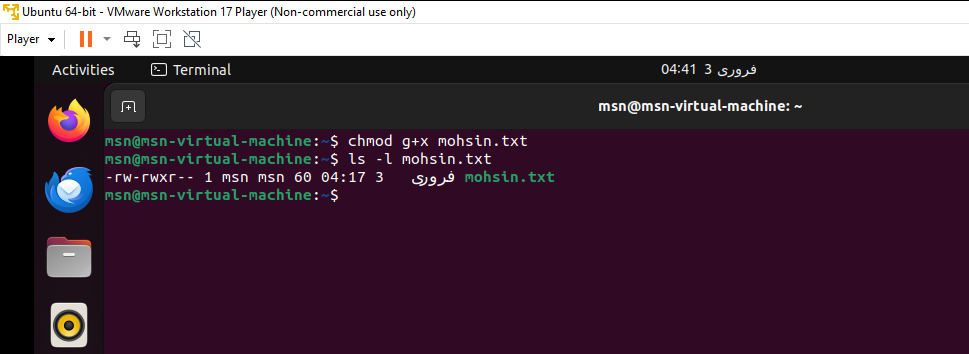 Ubuntu 64-bit - VMware Workstation 17 Player (Non-commercial use only)
Player
Activities Terminal 04:41 3 فروری
msn@msn-virtual-machine: ~
msn@msn-virtual-machine:~$ chmod g+x mohsin.txt
msn@msn-virtual-machine:~$ ls -l mohsin.txt
-rw-rwxr-- 1 msn msn 60 04:17 3 فروری mohsin.txt
msn@msn-virtual-machine:~$